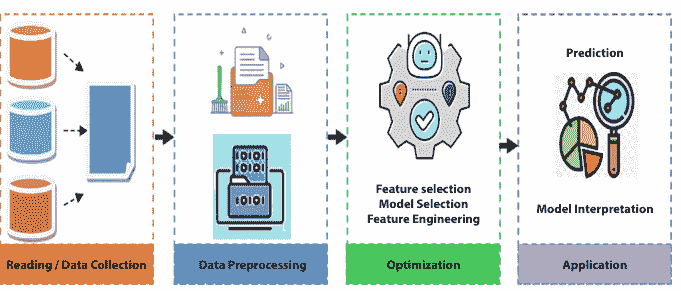 Prediction
Feature selection
Model Selection
Feature Engineering
Model Interpretation
Reading / Data Collection
Data Preprocessing
Optimization
Application